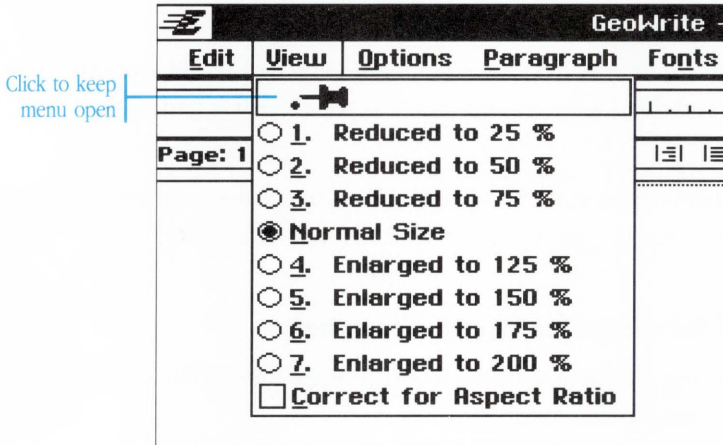 GeoWrite -
Edit View Options Paragraph Fonts
Click to keep
menu open
1. Reduced to 25 %
Page: 1
2. Reduced to 50 %
3. Reduced to 75 %
Normal Size
4. Enlarged to 125 %
5. Enlarged to 150 %
6. Enlarged to 175 %
7. Enlarged to 200 %
Correct for Aspect Ratio